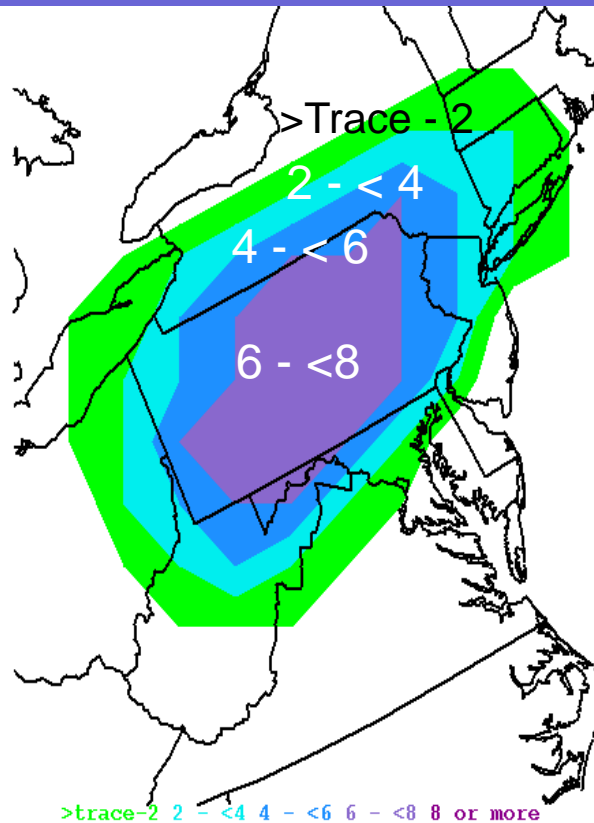 >Trace - 2
2 - < 4
4 - < 6
6 - <8
>trace-2 2 - <4 4 - <6 6 - <8 8 or more